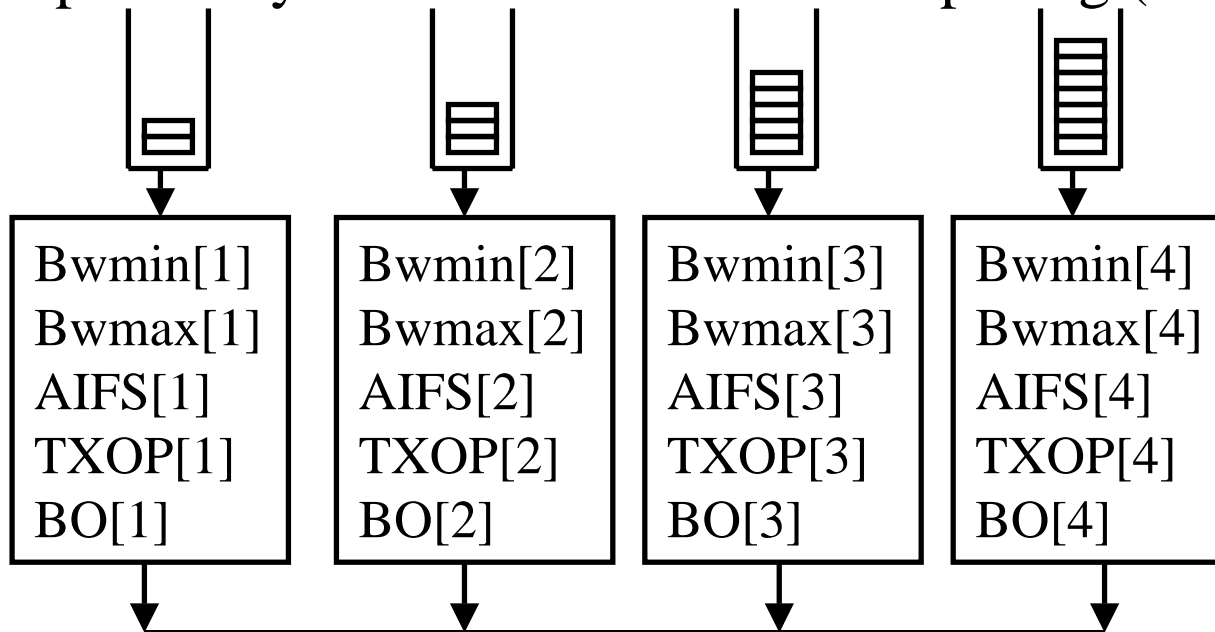 Bwmin[1]
Bwmax[1]
AIFS[1]
TXOP[1]
BO[1]
Bwmin[2]
Bwmax[2]
AIFS[2]
TXOP[2]
BO[2]
Bwmin[3]
Bwmax[3]
AIFS[3]
TXOP[3]
BO[3]
Bwmin[4]
Bwmax[4]
AIFS[4]
TXOP[4]
BO[4]